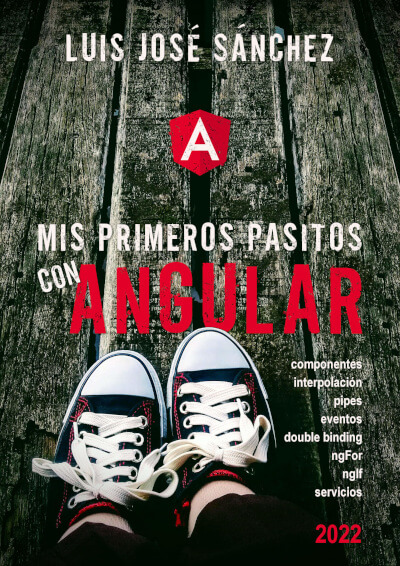 LUIS JOSÉ SÁNCHEZ
A
MIS PRIMEROS PASITOS
CON
ANGULAR
componentes
interpolación
pipes
eventos
double binding
ngFor
ngIf
servicios
2022